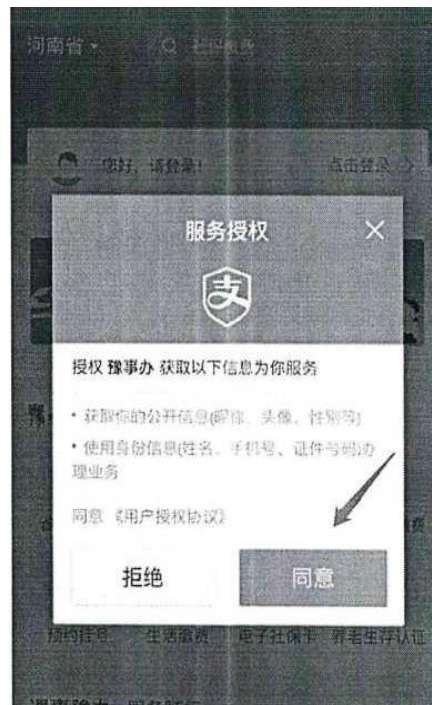 河南省
您好，请登录！
点击登录
服务授权
支
授权 豫事办 获取以下信息为你服务
• 获取你的公开信息(昵称、头像、性别等)
• 使用身份信息(姓名、手机号、证件号码)办
理业务
同意 《用户授权协议》
拒绝
同意
预约挂号 生活缴费 电子社保卡 养老生存认证